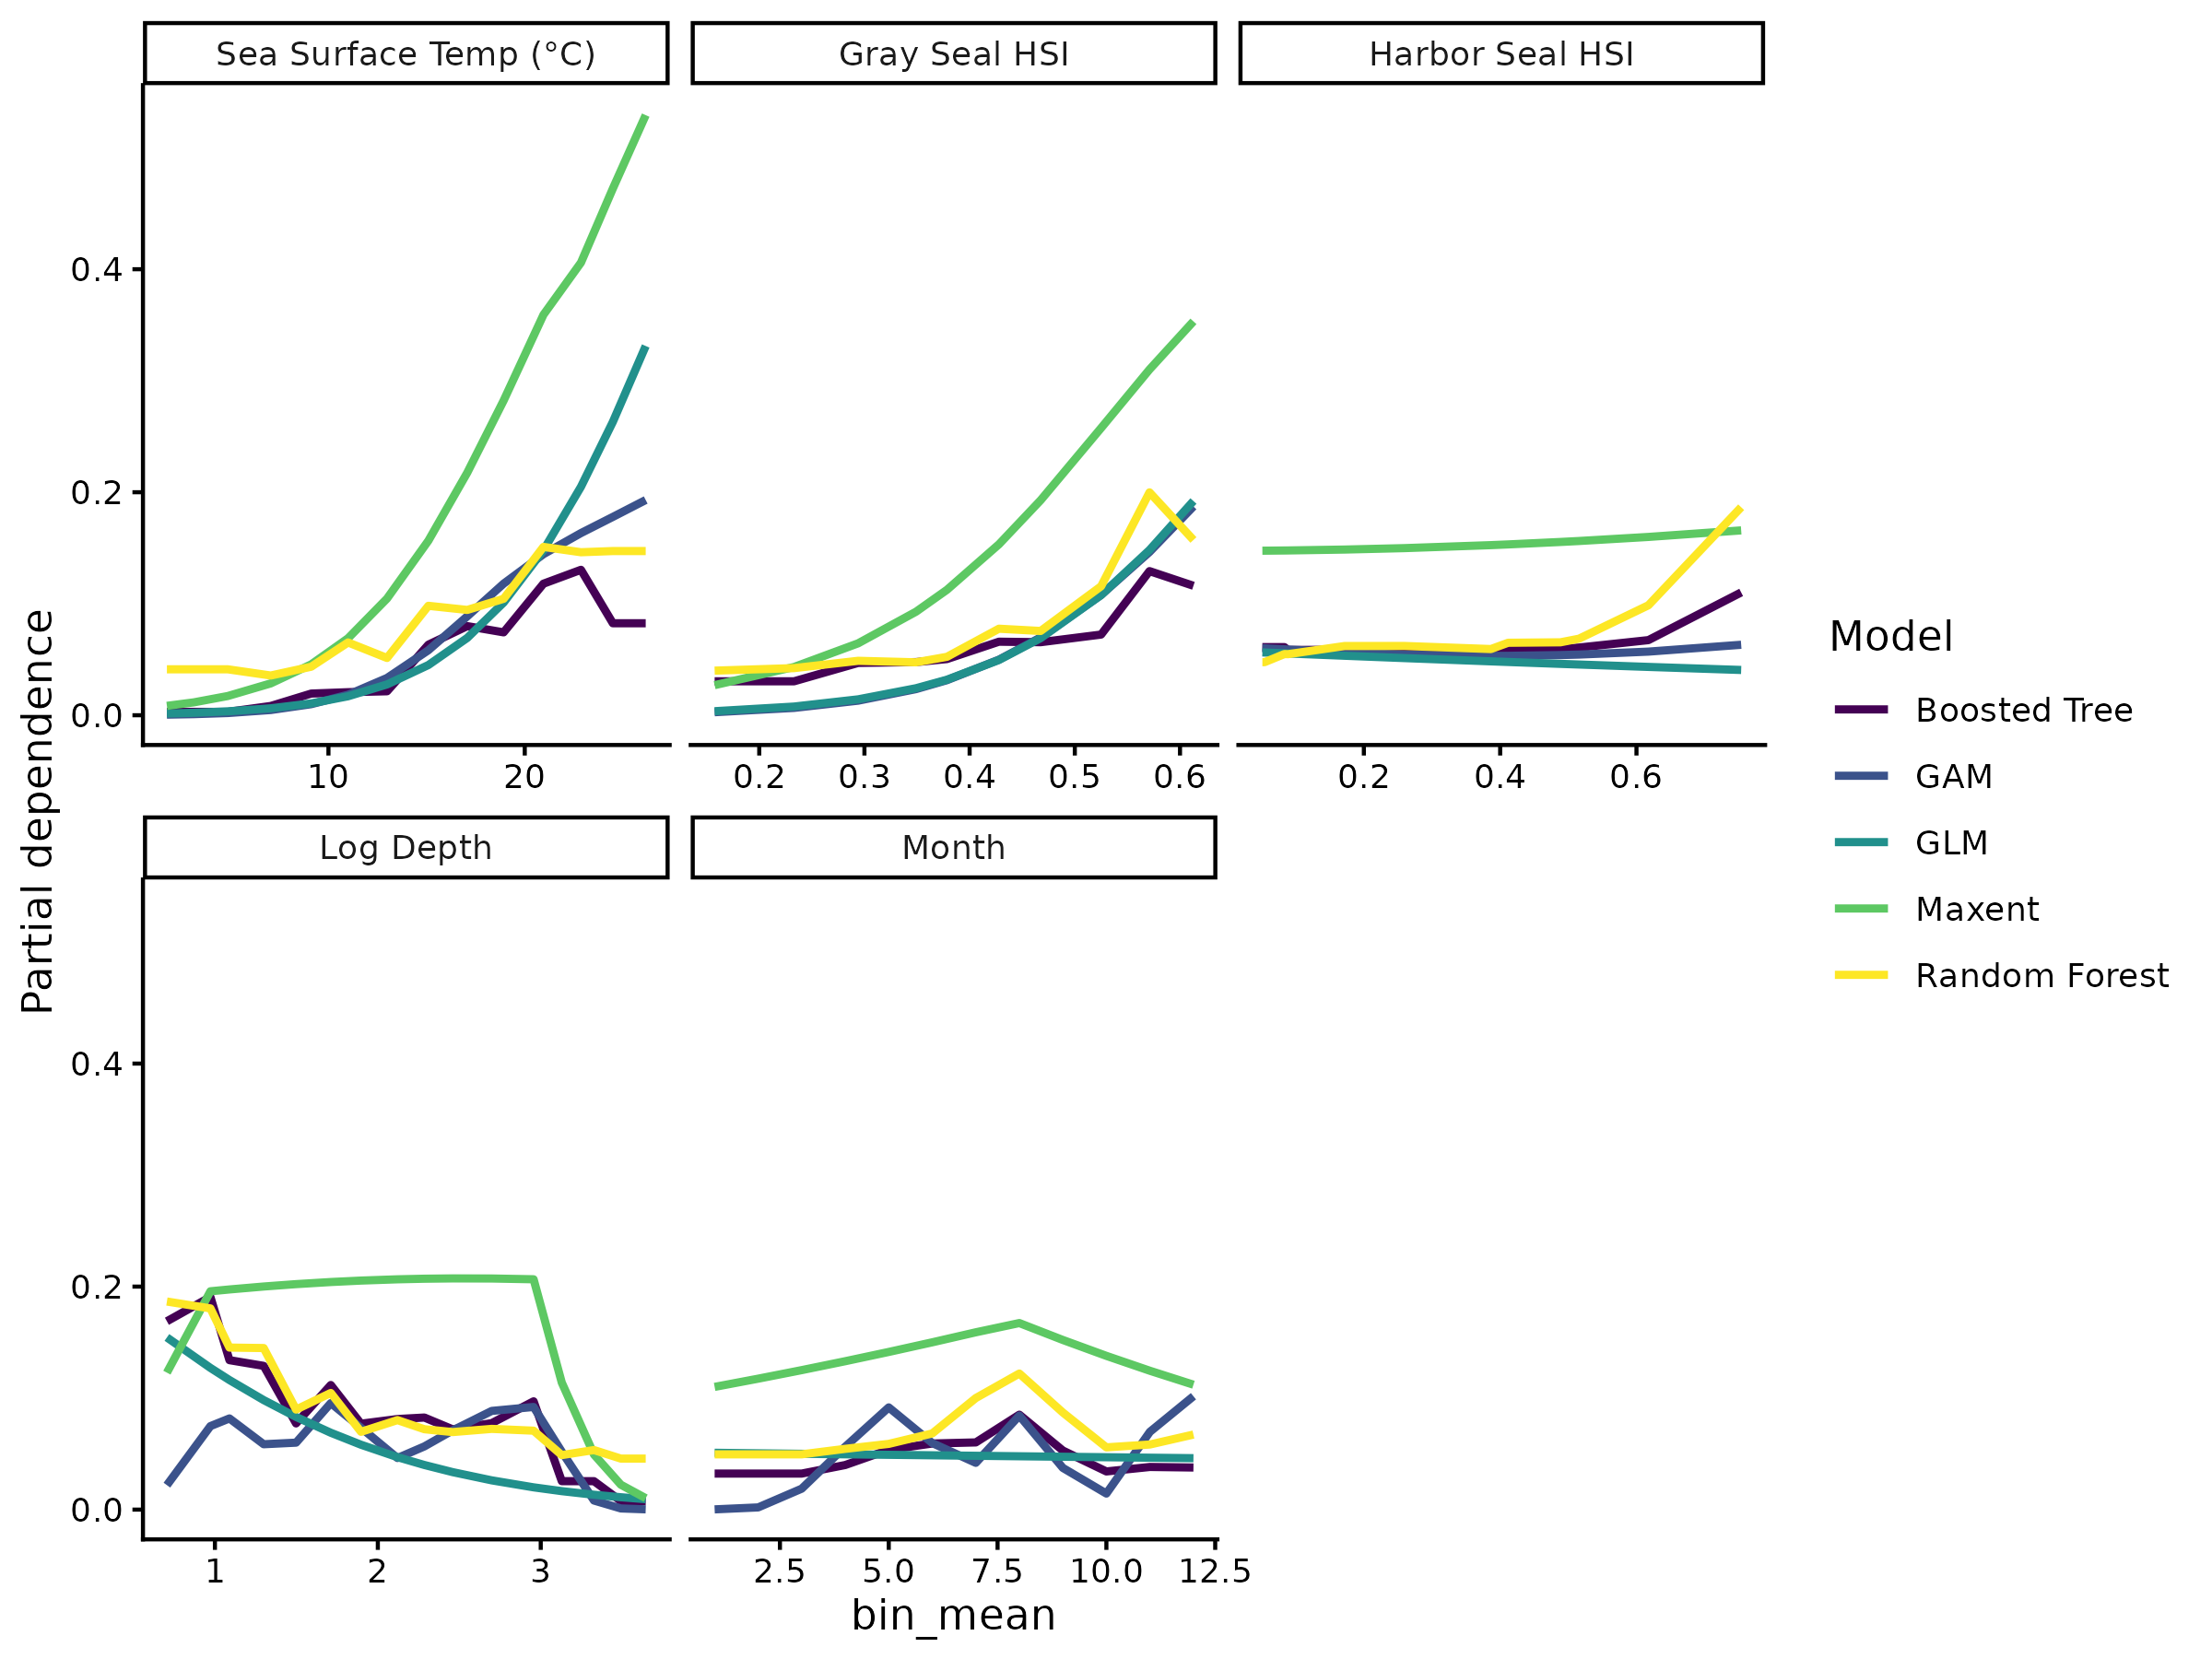 Sea Surface Temp (°C)
Gray Seal HSI
Harbor Seal HSI
0.4
0.2
0.0
10 20
0.2 0.3 0.4 0.5 0.6
0.2 0.4 0.6
Partial dependence
Log Depth
Month
0.4
0.2
0.0
1 2 3
2.5 5.0 7.5 10.0 12.5
bin_mean
Model
Boosted Tree
GAM
GLM
Maxent
Random Forest